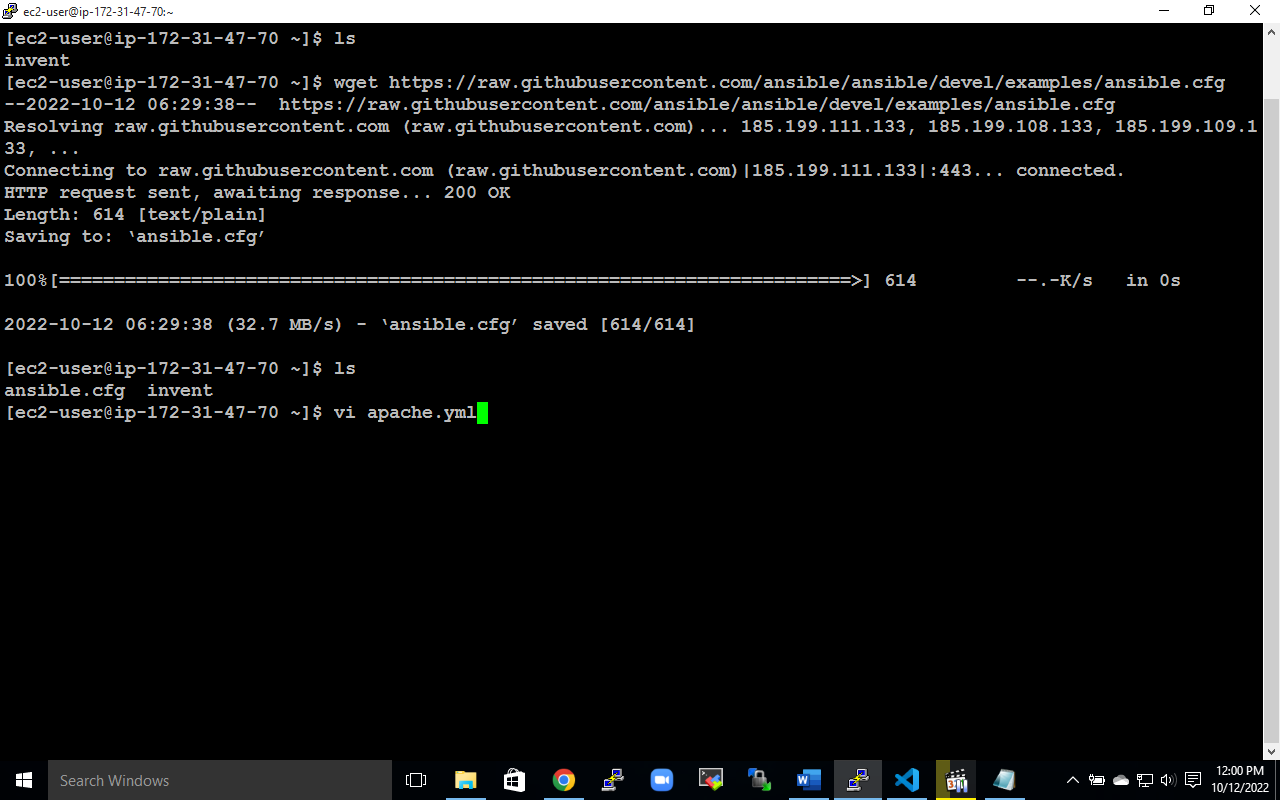 ec2-user@ip-172-31-47-70:~
[ec2-user@ip-172-31-47-70 ~]$ ls
invent
[ec2-user@ip-172-31-47-70 ~]$ wget https://raw.githubusercontent.com/ansible/ansible/devel/examples/ansible.cfg
--2022-10-12 06:29:38--  https://raw.githubusercontent.com/ansible/ansible/devel/examples/ansible.cfg
Resolving raw.githubusercontent.com (raw.githubusercontent.com)... 185.199.111.133, 185.199.108.133, 185.199.109.1
33, ...
Connecting to raw.githubusercontent.com (raw.githubusercontent.com)|185.199.111.133|:443... connected.
HTTP request sent, awaiting response... 200 OK
Length: 614 [text/plain]
Saving to: ‘ansible.cfg’
100%[========================================================================>] 614         --.-K/s   in 0s
2022-10-12 06:29:38 (32.7 MB/s) - ‘ansible.cfg’ saved [614/614]
[ec2-user@ip-172-31-47-70 ~]$ ls
ansible.cfg  invent
[ec2-user@ip-172-31-47-70 ~]$ vi apache.yml
Search Windows
12:00 PM
10/12/2022